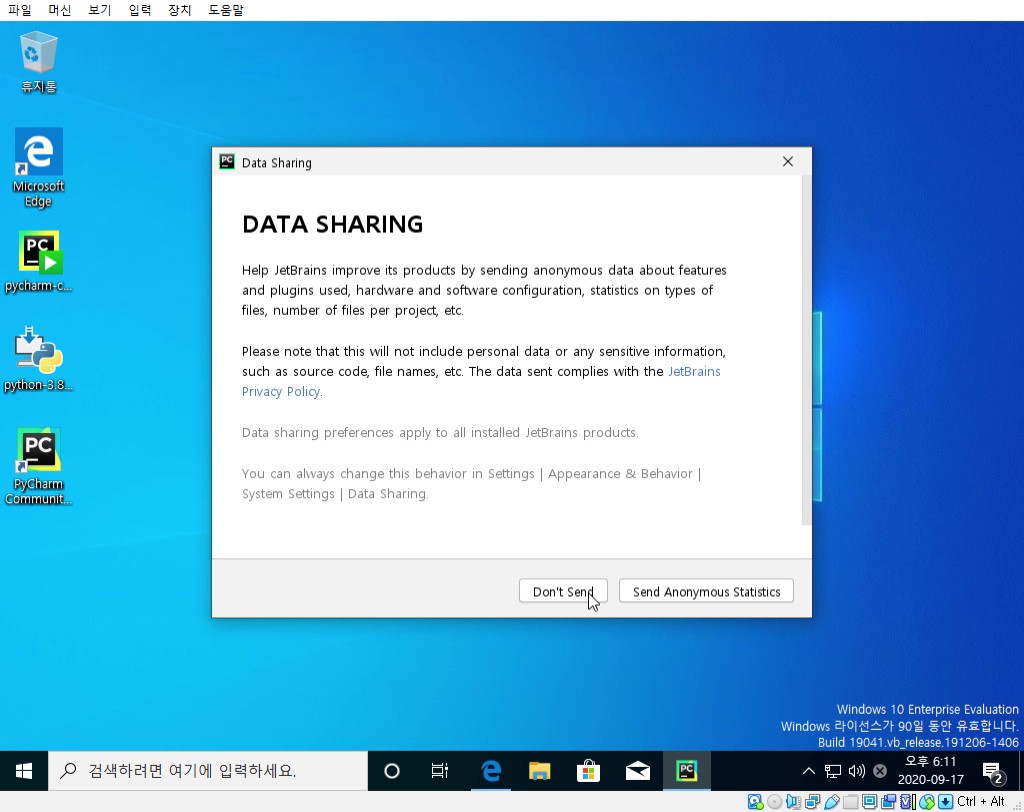 파일 머신 보기 입력 장치 도움말
휴지통
Microsoft
Edge
pycharm-c...
python-3.8...
PyCharm
Communit...
Data Sharing
DATA SHARING
Help JetBrains improve its products by sending anonymous data about features
and plugins used, hardware and software configuration, statistics on types of
files, number of files per project, etc.
Please note that this will not include personal data or any sensitive information,
such as source code, file names, etc. The data sent complies with the JetBrains
Privacy Policy.
Data sharing preferences apply to all installed JetBrains products.
You can always change this behavior in Settings | Appearance & Behavior |
System Settings | Data Sharing.
Don't Send Send Anonymous Statistics
Windows 10 Enterprise Evaluation
Windows 라이선스가 90일 동안 유효합니다.
Build 19041.vb_release.191206-1406
검색하려면 여기에 입력하세요.
오후 6:11
2020-09-17
2
Ctrl + Alt